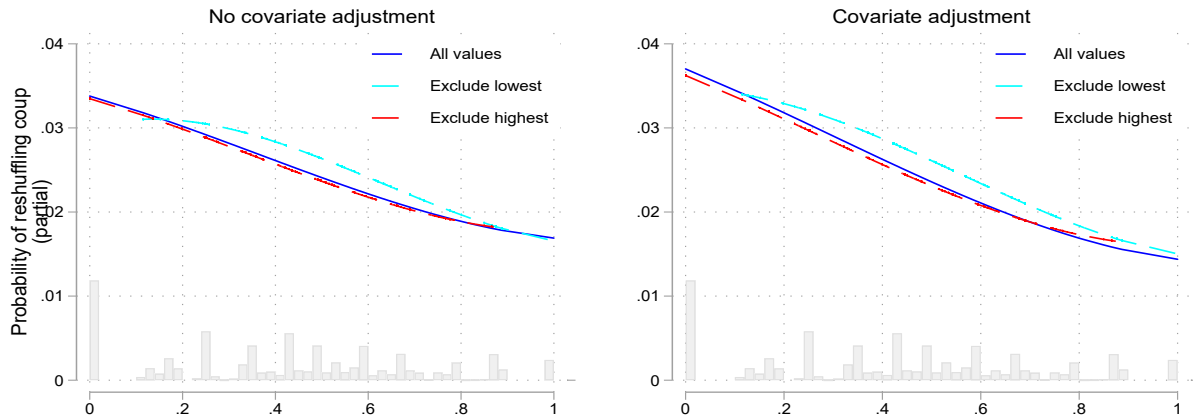 No covariate adjustment
Probability of reshuffling coup
(partial)
.04
.03
.02
.01
0
All values
Exclude lowest
Exclude highest
0 .2 .4 .6 .8 1
Covariate adjustment
.04
.03
.02
.01
0
All values
Exclude lowest
Exclude highest
0 .2 .4 .6 .8 1